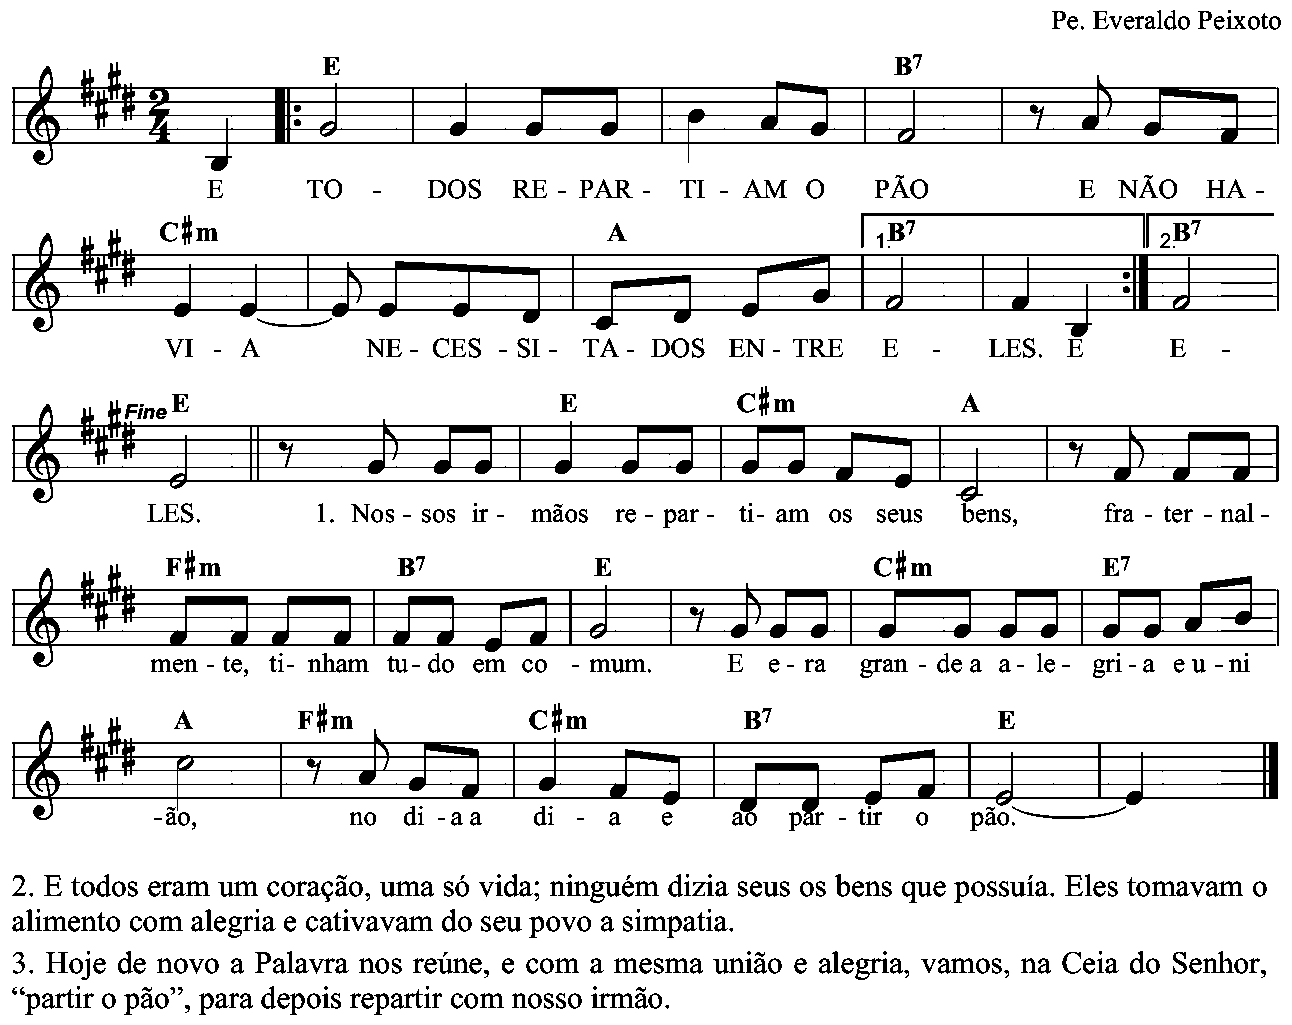 Pe. Everaldo Peixoto
E B7
2/4
E TO - DOS RE - PAR - TI - AM O PÃO E NÃO HA -
C#m A 1. B7 2. B7
VI - A NE - CES - SI - TA - DOS EN - TRE E - LES. E E -
Fine E E C#m A
LES. 1. Nos - sos ir - mãos re - par - ti - am os seus bens, fra - ter - nal -
F#m B7 E C#m E7
men - te, ti - nham tu - do em co - mum. E e - ra gran - de a a - le - gri - a e u - ni
A F#m C#m B7 E
-ão, no di - a a di - a e ao par - tir o pão.
2. E todos eram um coração, uma só vida; ninguém dizia seus os bens que possuía. Eles tomavam o
alimento com alegria e cativavam do seu povo a simpatia.
3. Hoje de novo a Palavra nos reúne, e com a mesma união e alegria, vamos, na Ceia do Senhor,
“partir o pão”, para depois repartir com nosso irmão.